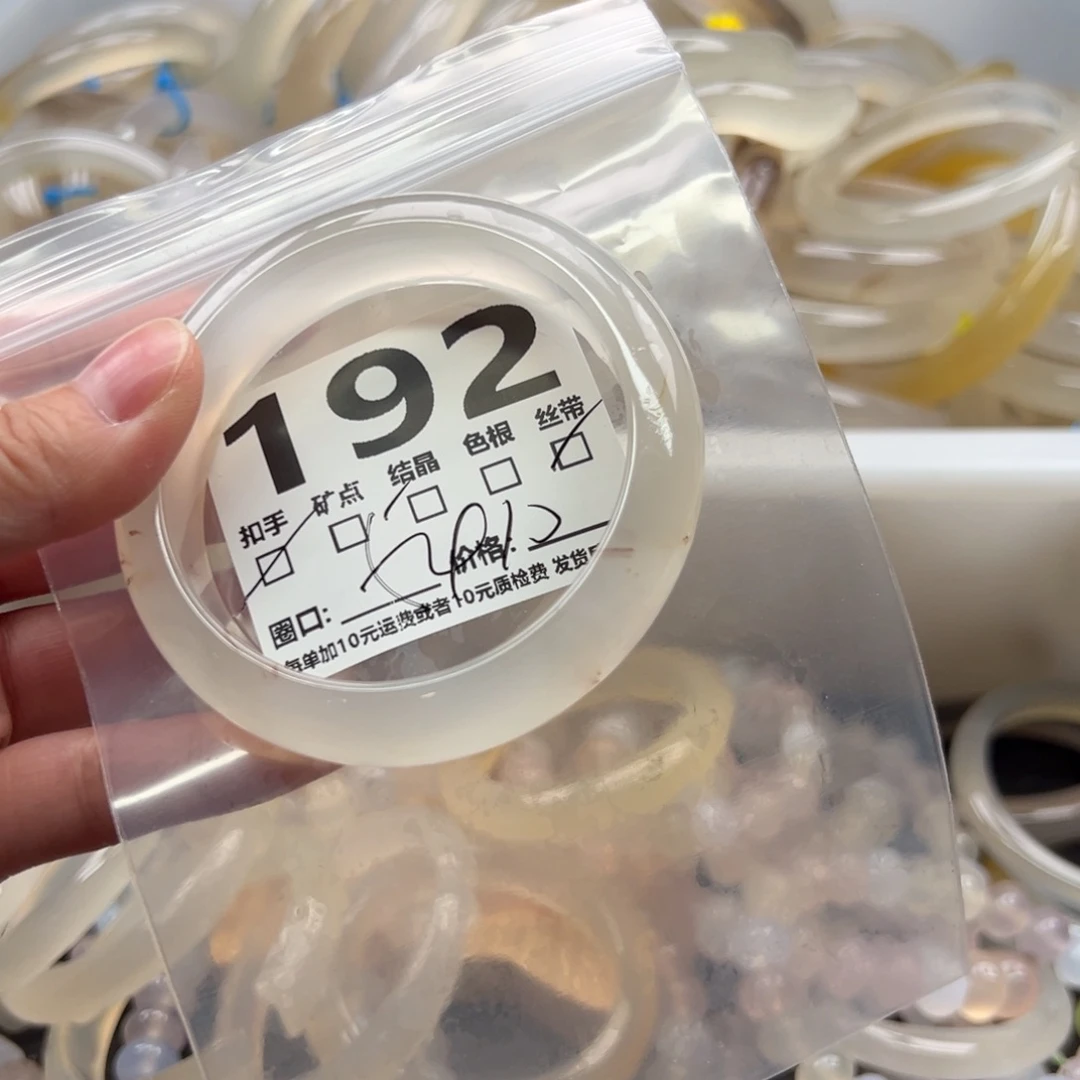 192
扣手 矿点 结晶 色根 丝带
圈口: 价格:
每单加10元运费或者10元质检费 发货